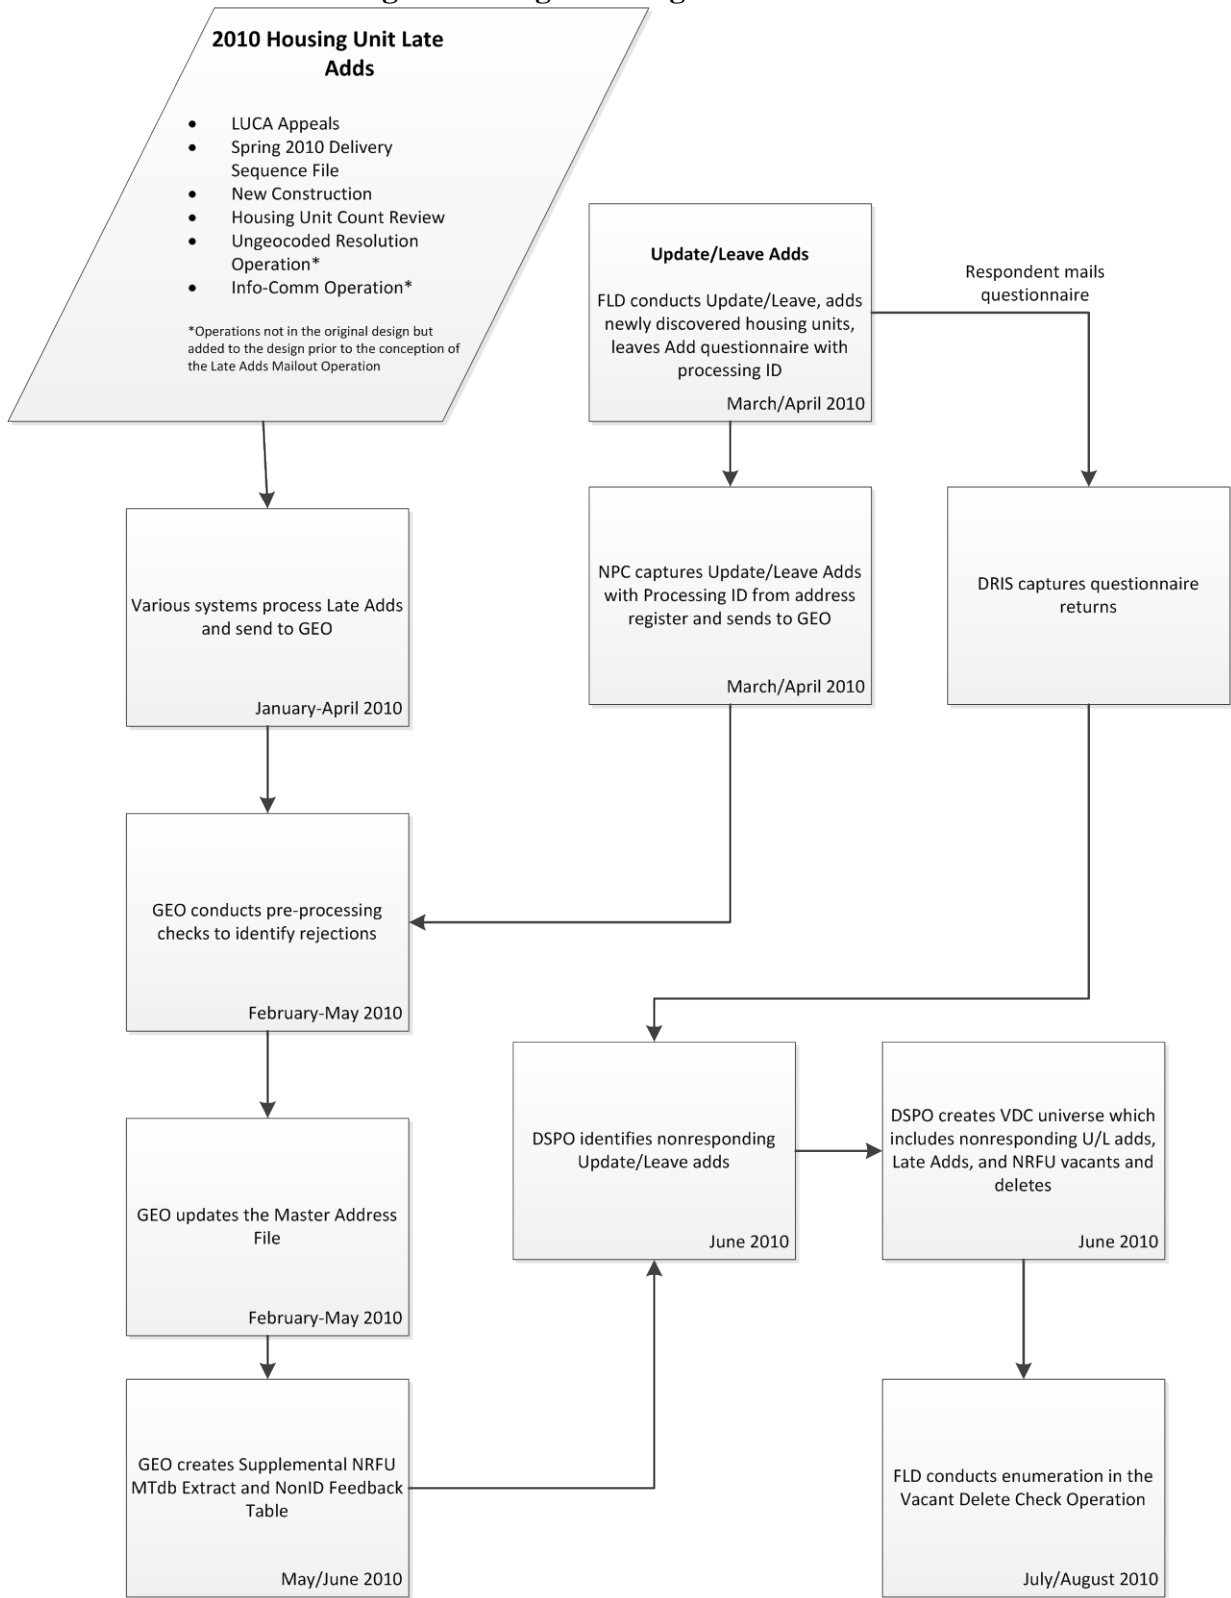 2010 Housing Unit Late
Adds
• LUCA Appeals
• Spring 2010 Delivery
Sequence File
• New Construction
• Housing Unit Count Review
• Ungeocoded Resolution
Operation*
• Info-Comm Operation*
*Operations not in the original design but
added to the design prior to the conception of
the Late Adds Mailout Operation
Update/Leave Adds
FLD conducts Update/Leave, adds
newly discovered housing units,
leaves Add questionnaire with
processing ID
March/April 2010
Respondent mails
questionnaire
Various systems process Late Adds
and send to GEO
January-April 2010
NPC captures Update/Leave Adds
with Processing ID from address
register and sends to GEO
March/April 2010
DRIS captures questionnaire
returns
GEO conducts pre-processing
checks to identify rejections
February-May 2010
GEO updates the Master Address
File
February-May 2010
DSPO identifies nonresponding
Update/Leave adds
June 2010
DSPO creates VDC universe which
includes nonresponding U/L adds,
Late Adds, and NRFU vacants and
deletes
June 2010
GEO creates Supplemental NRFU
MTdb Extract and NonID Feedback
Table
May/June 2010
FLD conducts enumeration in the
Vacant Delete Check Operation
July/August 2010